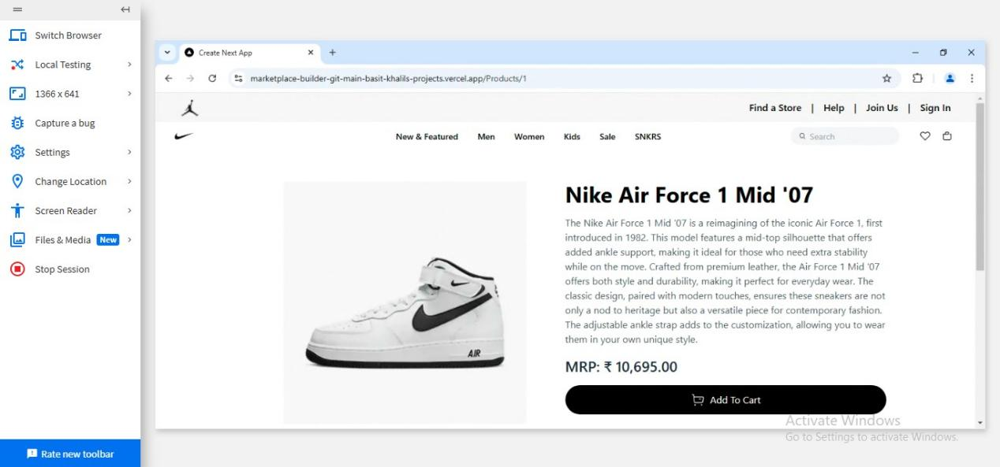 Switch Browser
Local Testing
1366 x 641
Capture a bug
Settings
Change Location
Screen Reader
Files & Media New
Stop Session
Rate new toolbar
Create Next App
marketplace-builder-git-main-basit-khalils-projects.vercel.app/Products/1
Find a Store | Help | Join Us | Sign In
New & Featured Men Women Kids Sale SNKRS
Search
AIR
Nike Air Force 1 Mid '07
The Nike Air Force 1 Mid '07 is a reimagining of the iconic Air Force 1, first
introduced in 1982. This model features a mid-top silhouette that offers
added ankle support, making it ideal for those who need extra stability
while on the move. Crafted from premium leather, the Air Force 1 Mid '07
offers both style and durability, making it perfect for everyday wear. The
classic design, paired with modern touches, ensures these sneakers are not
only a nod to heritage but also a versatile piece for contemporary fashion.
The adjustable ankle strap adds to the customization, allowing you to wear
them in your own unique style.
MRP: ₹ 10,695.00
Add To Cart
Activate Windows
Go to Settings to activate Windows.